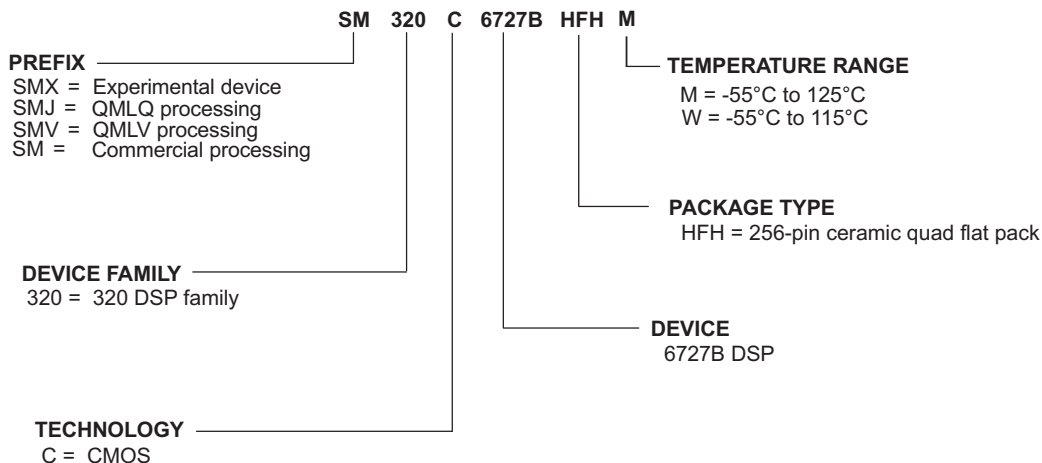 SM 320 C 6727B HFH M
PREFIX
SMX = Experimental device
SMJ = QMLQ processing
SMV = QMLV processing
SM = Commercial processing
TEMPERATURE RANGE
M = -55°C to 125°C
W = -55°C to 115°C
PACKAGE TYPE
HFH = 256-pin ceramic quad flat pack
DEVICE FAMILY
320 = 320 DSP family
DEVICE
6727B DSP
TECHNOLOGY
C = CMOS